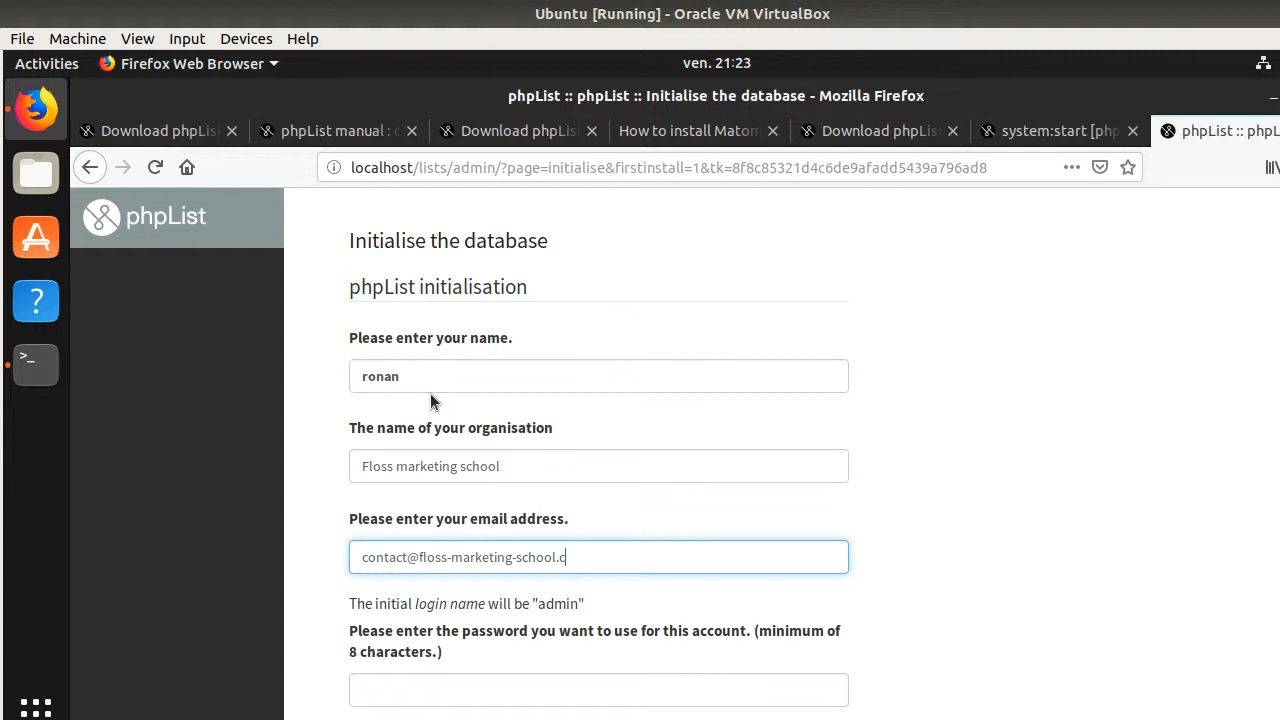 Ubuntu [Running] - Oracle VM VirtualBox
File Machine View Input Devices Help
Activities Firefox Web Browser ven. 21:23
phpList :: phpList :: Initialise the database - Mozilla Firefox
Download phpLis phpList manual : c Download phpLis How to install Matom Download phpLis system:start [php phpList :: phpL
localhost/lists/admin/?page=initialise&firstinstall=1&tk=8f8c85321d4c6de9afadd5439a796ad8
phpList
Initialise the database
phpList initialisation
Please enter your name.
ronan
The name of your organisation
Floss marketing school
Please enter your email address.
contact@floss-marketing-school.c
The initial login name will be "admin"
Please enter the password you want to use for this account. (minimum of
8 characters.)